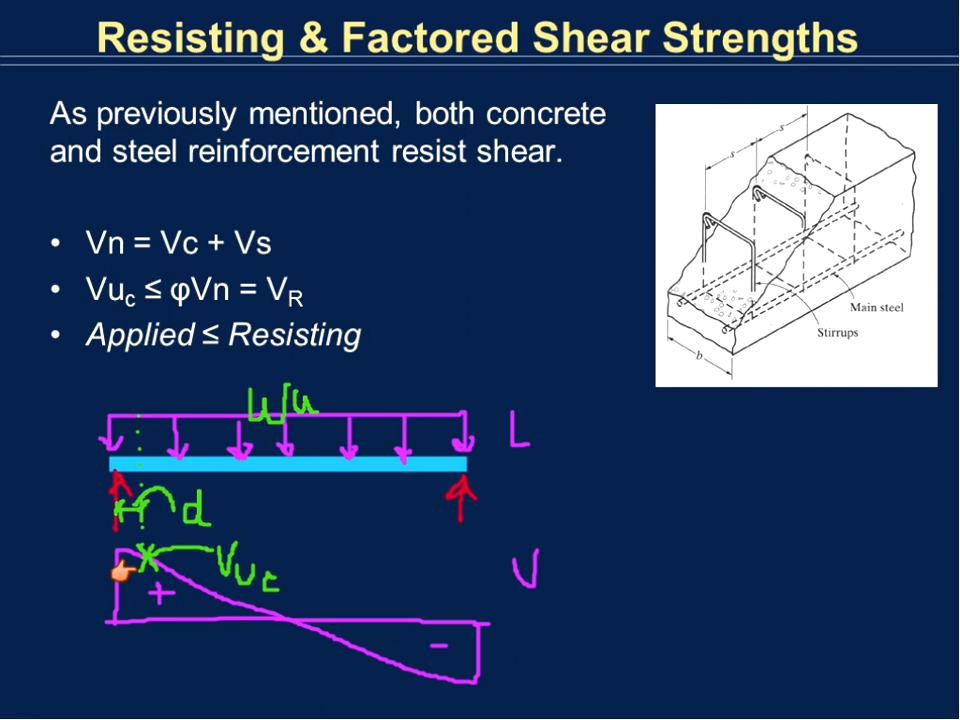 Resisting & Factored Shear Strengths
As previously mentioned, both concrete
and steel reinforcement resist shear.
• Vn = Vc + Vs
• Vuc ≤ φVn = VR
• Applied ≤ Resisting
s
s
Main steel
Stirrups
b
Wu
L
d
Vuc
V
+
-